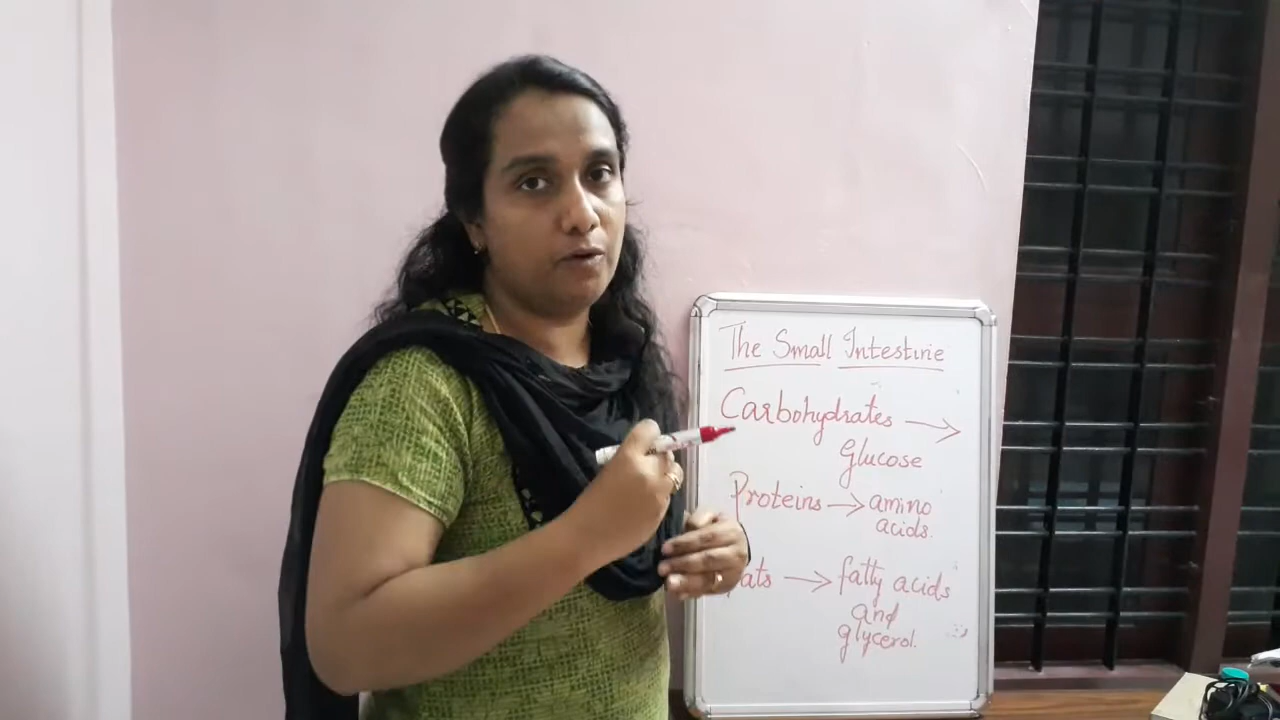 The Small Intestine
Carbohydrates →
Glucose
Proteins → amino
acids.
ats → fatty acids
and
glycerol.